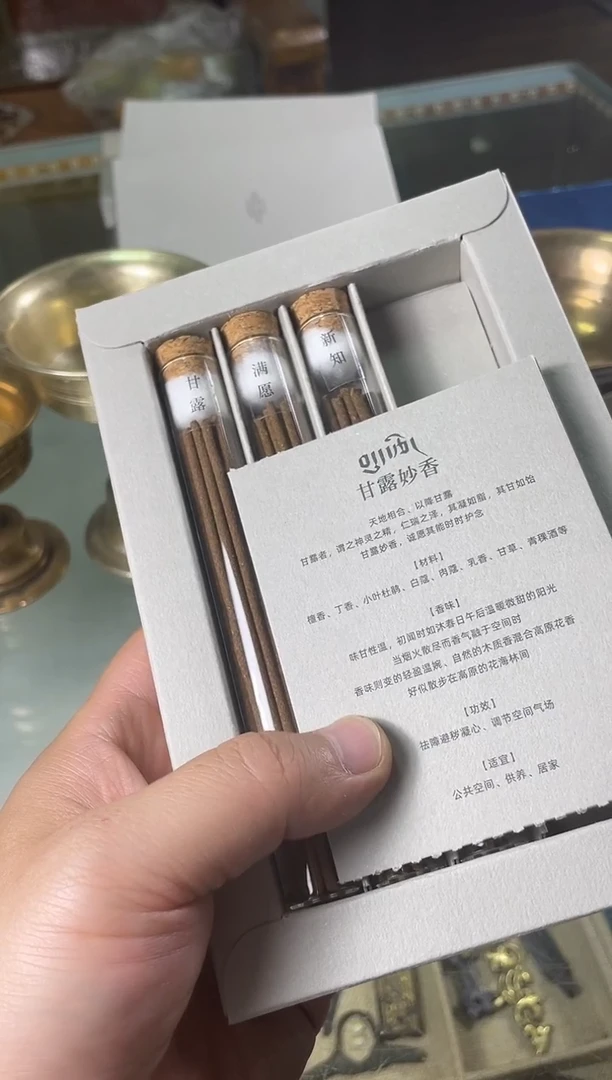 甘露
满愿
新知
甘露妙香
天地相合、以降甘露
甘露者，谓之神灵之精，仁瑞之泽，其凝如脂，其甘如饴
甘露妙香，诚愿其能时时护念
【材料】
檀香、丁香、小叶杜鹃、白蔻、肉蔻、乳香、甘草、青稞酒等
【香味】
味甘性温，初闻时如沐春日午后温暖微甜的阳光
当烟火散尽而香气融于空间时
香味则变的轻盈温婉、自然的木质香混合高原花香
好似散步在高原的花海林间
【功效】
祛障避秽凝心、调节空间气场
【适宜】
公共空间、供养、居家